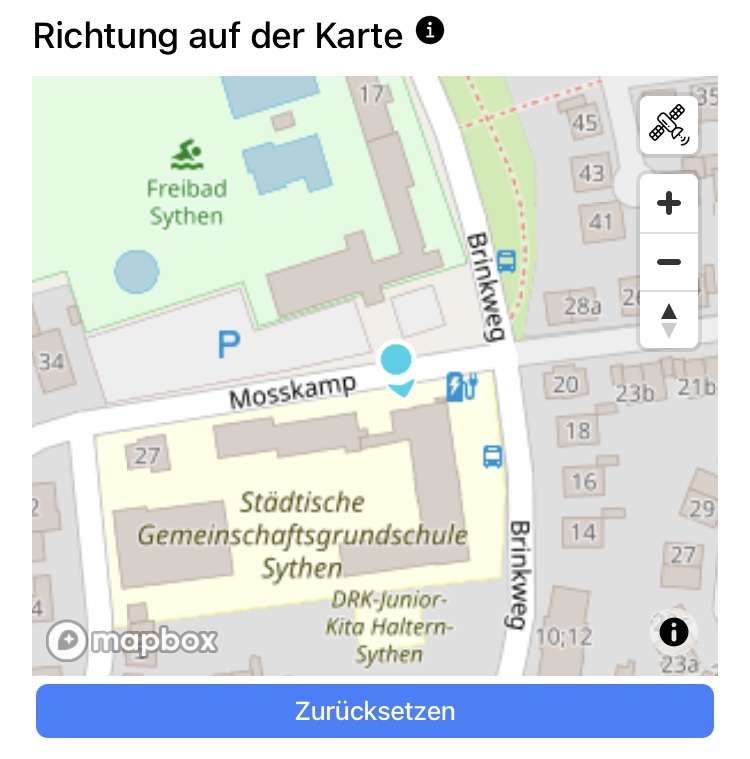 Richtung auf der Karte
17
35
45
Freibad
Sythen
43
41
Brinkweg
28a
34
P
Mosskamp
20
23b
21b
18
27
16
Städtische
Gemeinschaftsgrundschule
Sythen
2
29
14
Brinkweg
27
4
DRK-Junior-
Kita Haltern-
Sythen
10;12
mapbox
23a
Zurücksetzen